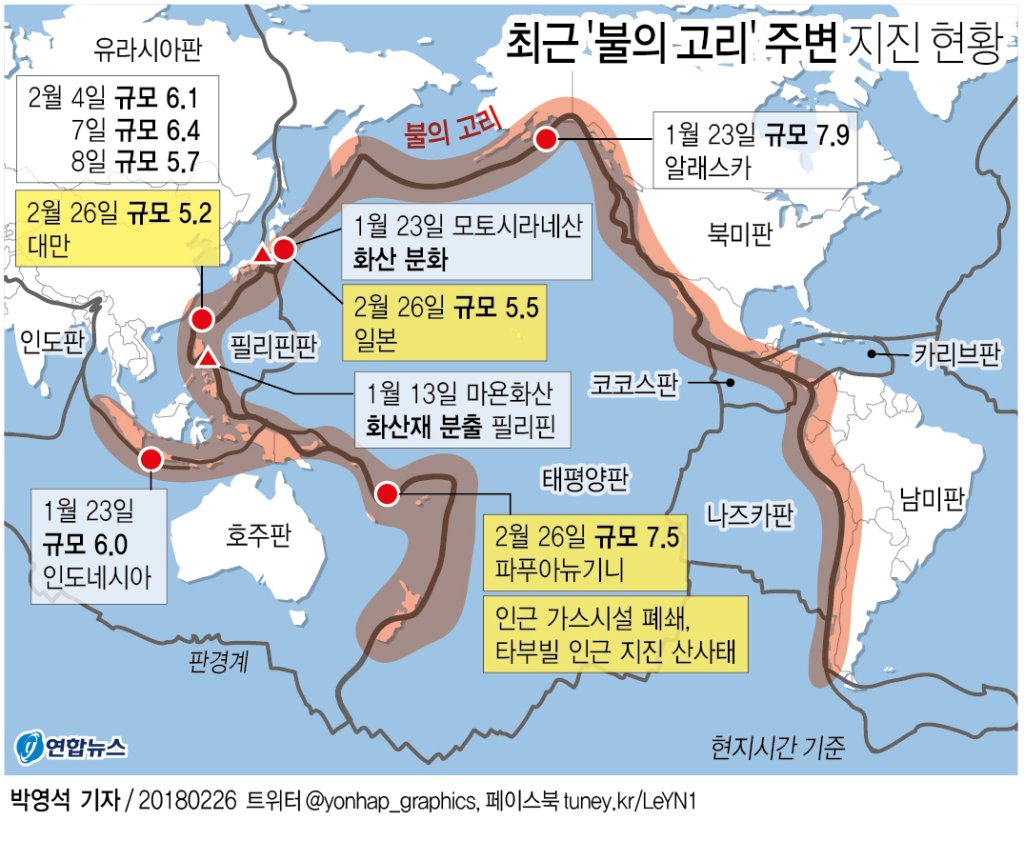 최근 '불의 고리' 주변 지진 현황
유라시아판
2월 4일 규모 6.1
7일 규모 6.4
8일 규모 5.7
2월 26일 규모 5.2
대만
불의 고리
1월 23일 규모 7.9
알래스카
북미판
1월 23일 모토시라네산
화산 분화
2월 26일 규모 5.5
일본
인도판
필리핀판
1월 13일 마욘화산
화산재 분출 필리핀
코코스판
카리브판
태평양판
나즈카판
남미판
호주판
1월 23일
규모 6.0
인도네시아
2월 26일 규모 7.5
파푸아뉴기니
인근 가스시설 폐쇄,
타부빌 인근 지진 산사태
판경계
연합뉴스
현지시간 기준
박영석 기자 / 20180226 트위터 @yonhap_graphics, 페이스북 tuney.kr/LeYN1